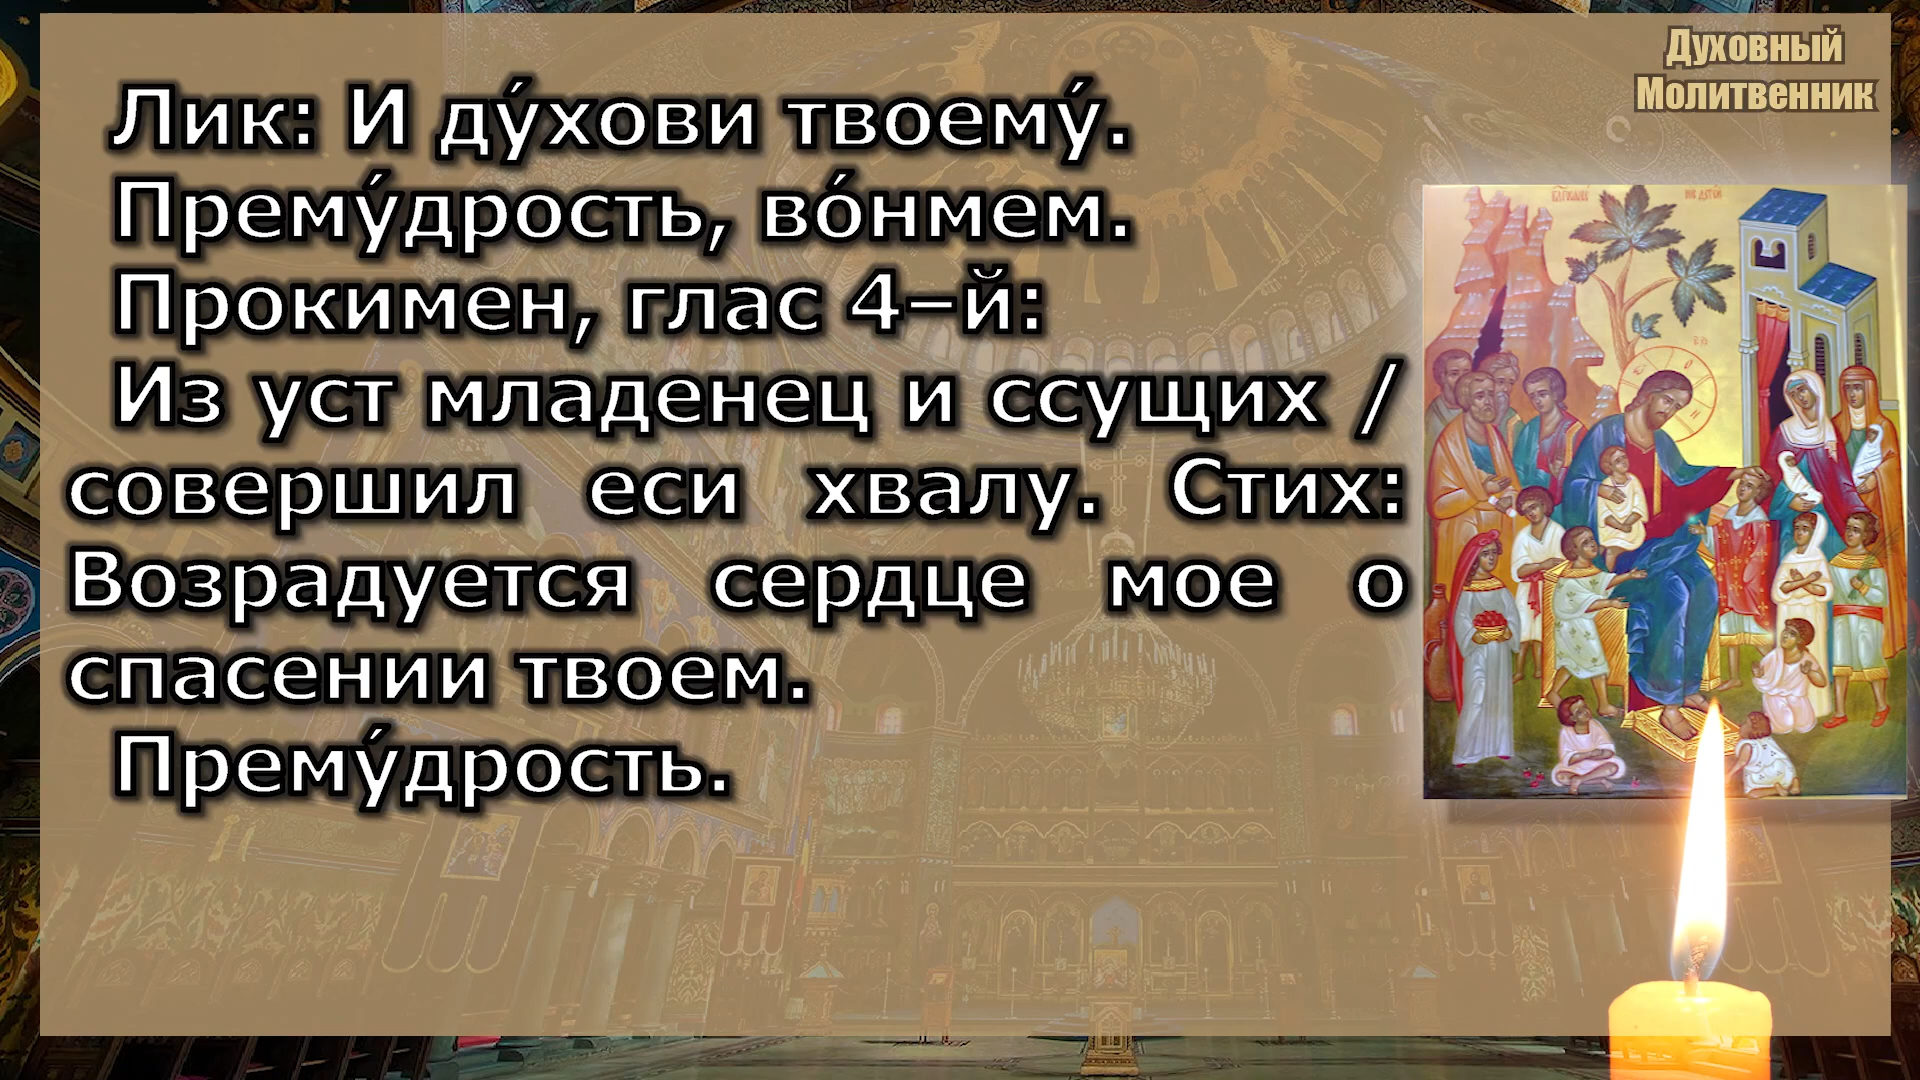 Духовный
Молитвенник
Лик: И ду́хови твоему́.
Прему́дрость, во́нмем.
Прокимен, глас 4–й:
Из уст младенец и ссущих /
совершил еси хвалу. Стих:
Возрадуется сердце мое о
спасении твоем.
Прему́дрость.